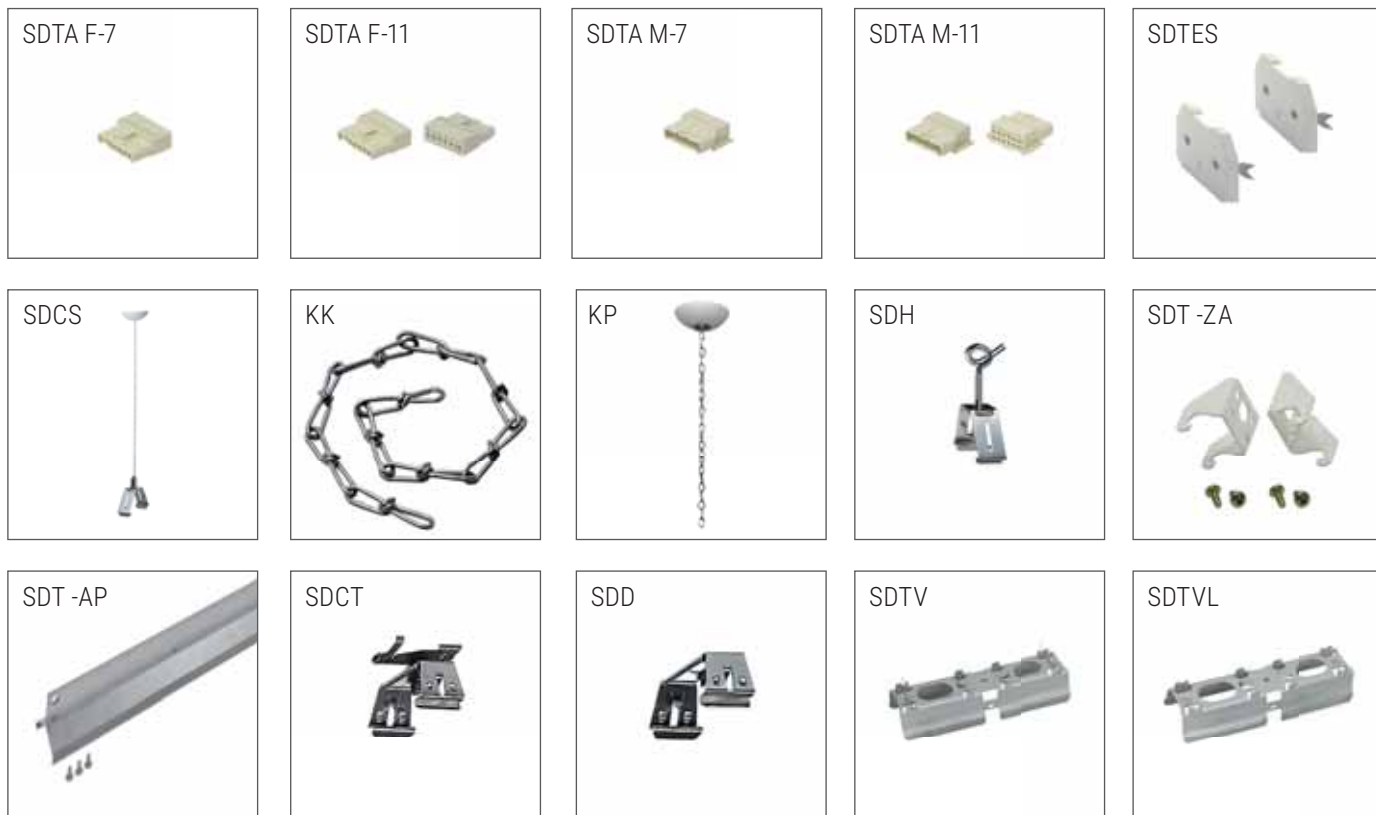 SDTA F-7
SDTA F-11
SDTA M-7
SDTA M-11
SDTES
SDCS
KK
KP
SDH
SDT -ZA
SDT -AP
SDCT
SDD
SDTV
SDTVL